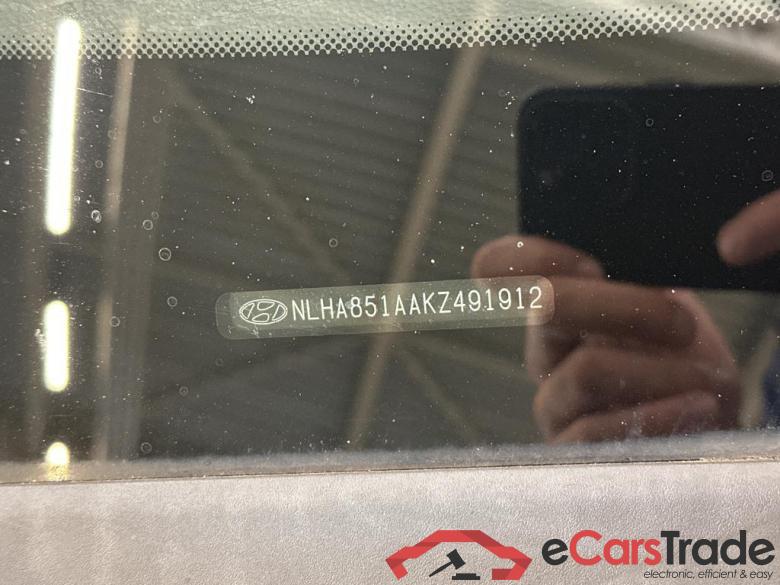 NLHA851AAKZ491912
eCarsTrade
electronic, efficient & easy